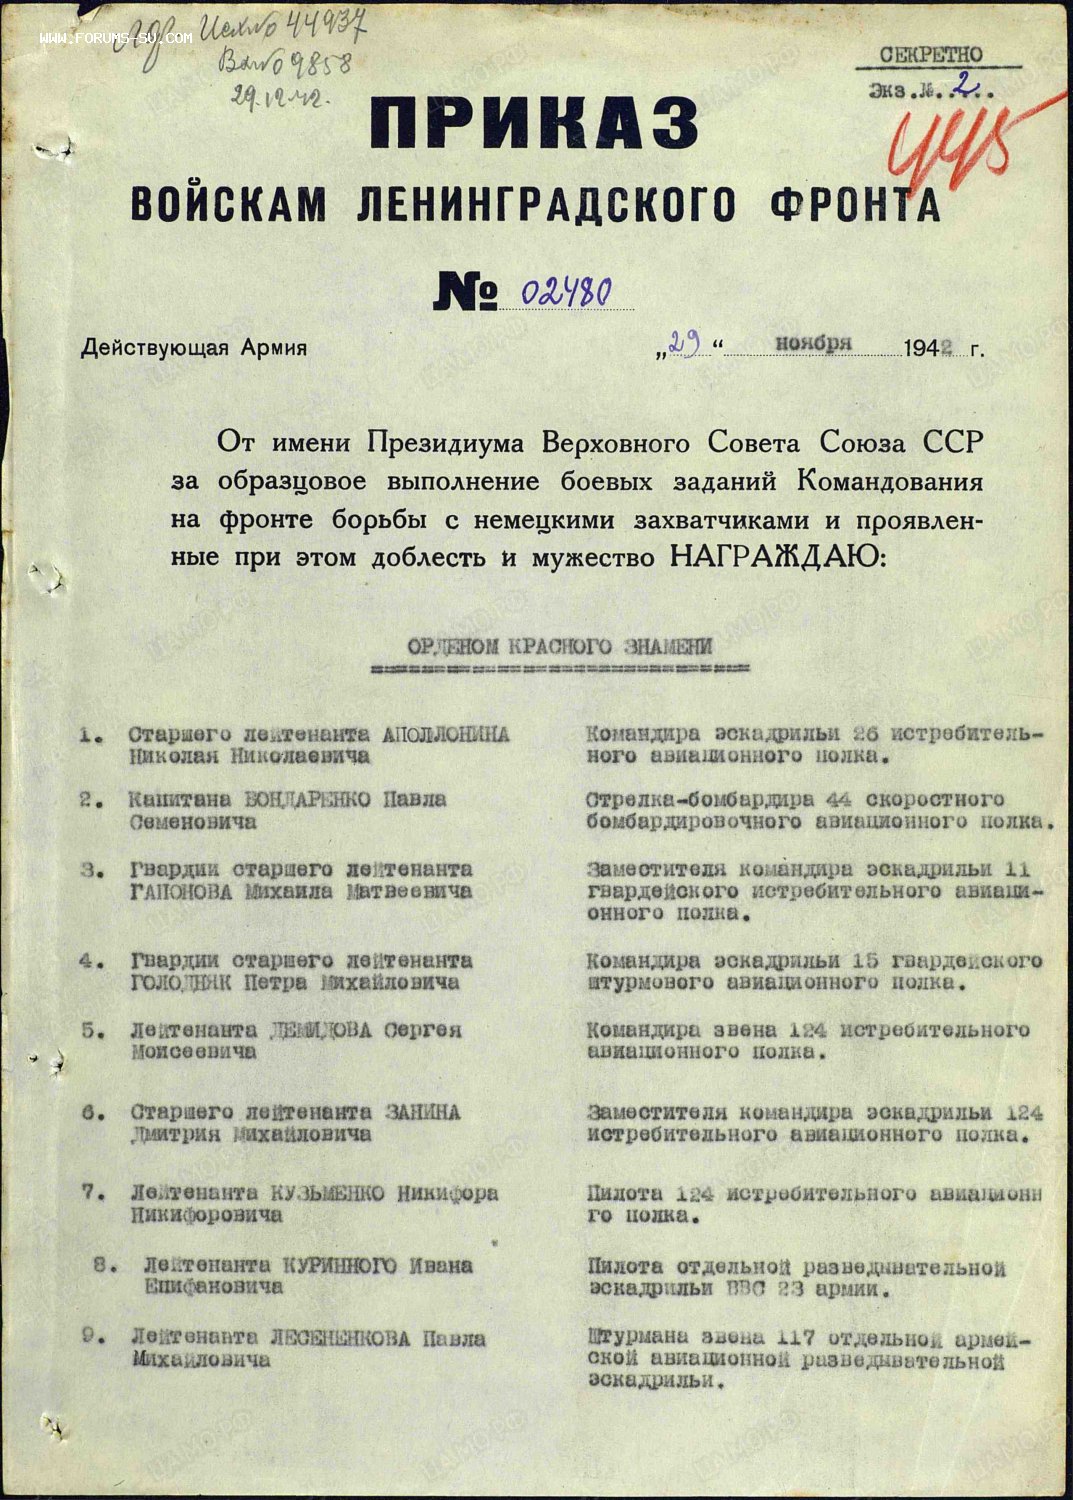 WWW.FORUMS-SU.COM
Исх№ 44937
Вх№ 9858
29.12.42.
СЕКРЕТНО
Экз.№..2..
445
ПРИКАЗ
ВОЙСКАМ ЛЕНИНГРАДСКОГО ФРОНТА
№ 02480
Действующая Армия „29“ ноября 1942 г.
От имени Президиума Верховного Совета Союза ССР
за образцовое выполнение боевых заданий Командования
на фронте борьбы с немецкими захватчиками и проявлен-
ные при этом доблесть и мужество НАГРАЖДАЮ:
ОРДЕНОМ КРАСНОГО ЗНАМЕНИ
1. Старшего лейтенанта АПОЛЛОНИНА Командира эскадрильи 26 истребитель-
Николая Николаевича ного авиационного полка.
2. Капитана БОНДАРЕНКО Павла Стрелка-бомбардира 44 скоростного
Семеновича бомбардировочного авиационного полка.
3. Гвардии старшего лейтенанта Заместителя командира эскадрильи 11
ГАПОНОВА Михаила Матвеевича гвардейского истребительного авиаци-
онного полка.
4. Гвардии старшего лейтенанта Командира эскадрильи 15 гвардейского
ГОЛОДНЯК Петра Михайловича штурмового авиационного полка.
5. Лейтенанта ДЕМИДОВА Сергея Командира звена 124 истребительного
Моисеевича авиационного полка.
6. Старшего лейтенанта ЗАНИНА Заместителя командира эскадрильи 124
Дмитрия Михайловича истребительного авиационного полка.
7. Лейтенанта КУЗЬМЕНКО Никифора Пилота 124 истребительного авиационн
Никифоровича го полка.
8. Лейтенанта КУРИННОГО Ивана Пилота отдельной разведывательной
Епифановича эскадрильи ВВС 23 армии.
9. Лейтенанта ЛЕСЕНЕНКОВА Павла Штурмана звена 117 отдельной армей-
Михайловича ской авиационной разведывательной
эскадрильи.